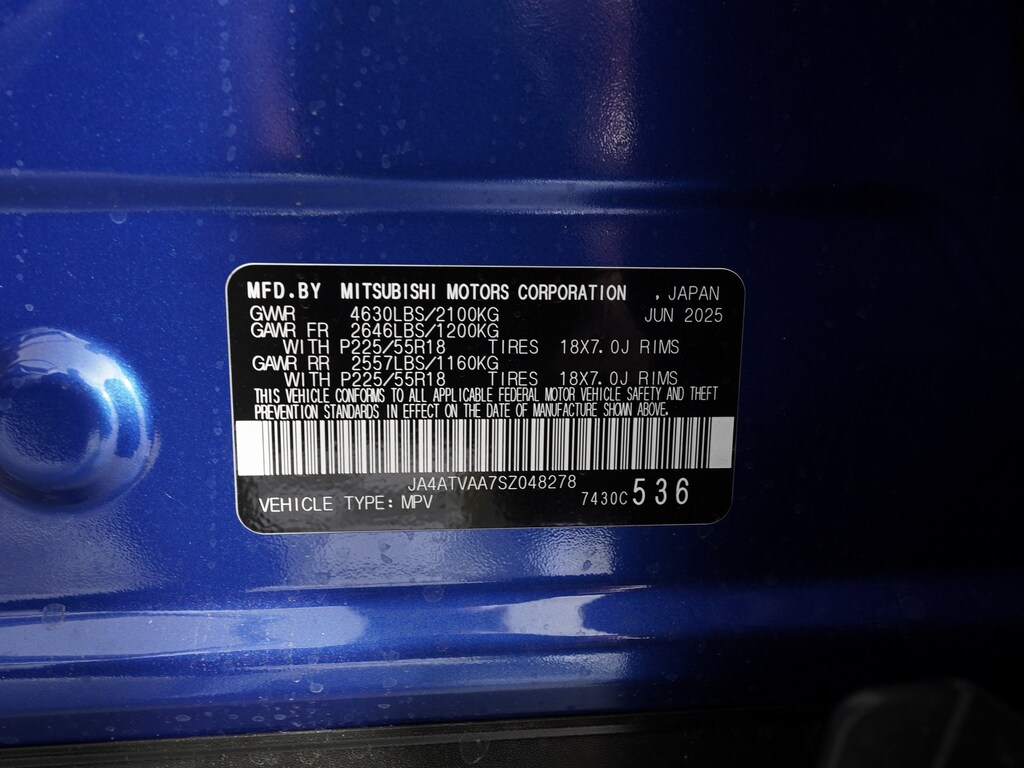 MFD.BY MITSUBISHI MOTORS CORPORATION , JAPAN
GVWR 4630LBS/2100KG JUN 2025
GAWR FR 2646LBS/1200KG
WITH P225/55R18 TIRES 18X7.0J RIMS
GAWR RR 2557LBS/1160KG
WITH P225/55R18 TIRES 18X7.0J RIMS
THIS VEHICLE CONFORMS TO ALL APPLICABLE FEDERAL MOTOR VEHICLE SAFETY AND THEFT
PREVENTION STANDARDS IN EFFECT ON THE DATE OF MANUFACTURE SHOWN ABOVE.
JA4ATVAA7SZ048278
VEHICLE TYPE: MPV 7430C 536